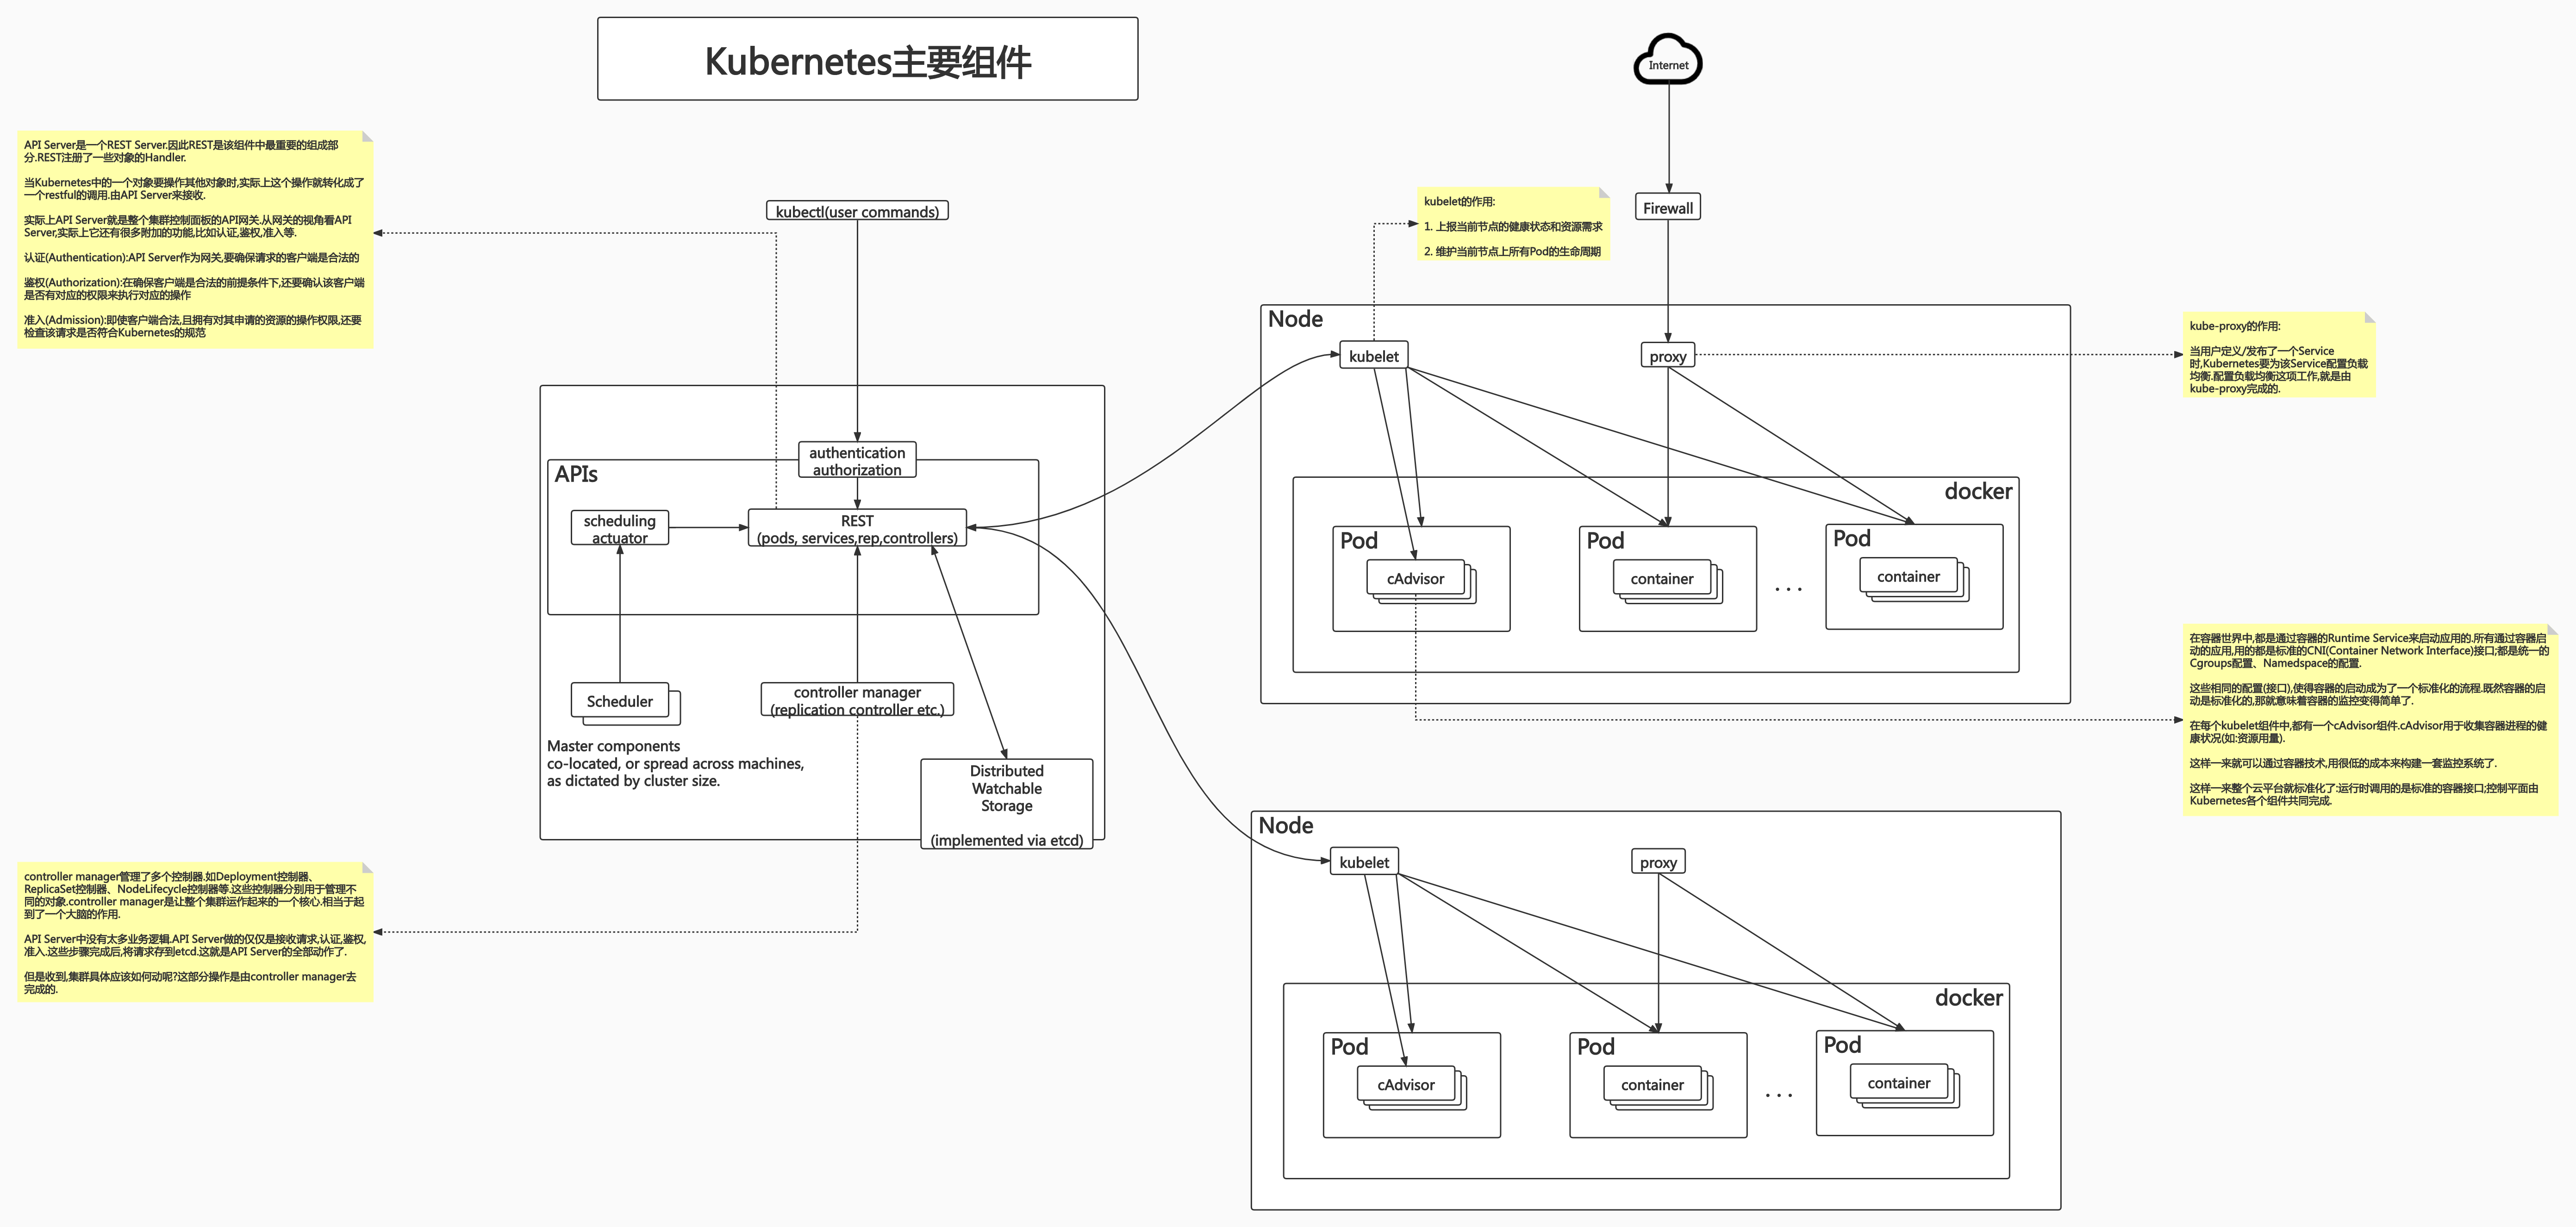 Kubernetes主要组件
Internet
API Server是一个REST Server.因此REST是该组件中最重要的组成部
分.REST注册了一些对象的Handler.
当Kubernetes中的一个对象要操作其他对象时,实际上这个操作就转化成了
一个restful的调用.由API Server来接收.
实际上API Server就是整个集群控制面板的API网关.从网关的视角看API
Server,实际上它还有很多附加的功能,比如认证,鉴权,准入等.
认证(Authentication):API Server作为网关,要确保请求的客户端是合法的
鉴权(Authorization):在确保客户端是合法的前提条件下,还要确认该客户端
是否有对应的权限来执行对应的操作
准入(Admission):即使客户端合法,且拥有对其申请的资源的操作权限,还要
检查该请求是否符合Kubernetes的规范
kubectl(user commands)
kubelet的作用:
1. 上报当前节点的健康状态和资源需求
2. 维护当前节点上所有Pod的生命周期
Firewall
Node
kubelet
proxy
kube-proxy的作用:
当用户定义/发布了一个Service
时,Kubernetes要为该Service配置负载
均衡.配置负载均衡这项工作,就是由
kube-proxy完成的.
authentication
authorization
APIs
scheduling
actuator
REST
(pods, services,rep,controllers)
docker
Pod
cAdvisor
Pod
container
. . .
Pod
container
Scheduler
controller manager
(replication controller etc.)
Master components
co-located, or spread across machines,
as dictated by cluster size.
Distributed
Watchable
Storage
(implemented via etcd)
在容器世界中,都是通过容器的Runtime Service来启动应用的.所有通过容器启
动的应用,用的都是标准的CNI(Container Network Interface)接口;都是统一的
Cgroups配置、Namedspace的配置.
这些相同的配置(接口),使得容器的启动成为了一个标准化的流程.既然容器的启
动是标准化的,那就意味着容器的监控变得简单了.
在每个kubelet组件中,都有一个cAdvisor组件.cAdvisor用于收集容器进程的健
康状况(如:资源用量).
这样一来就可以通过容器技术,用很低的成本来构建一套监控系统了.
这样一来整个云平台就标准化了:运行时调用的是标准的容器接口;控制平面由
Kubernetes各个组件共同完成.
controller manager管理了多个控制器.如Deployment控制器、
ReplicaSet控制器、NodeLifecycle控制器等.这些控制器分别用于管理不
同的对象.controller manager是让整个集群运作起来的一个核心.相当于起
到了一个大脑的作用.
API Server中没有太多业务逻辑.API Server做的仅仅是接收请求,认证,鉴权,
准入.这些步骤完成后,将请求存到etcd.这就是API Server的全部动作了.
但是收到,集群具体应该如何动呢?这部分操作是由controller manager去
完成的.
Node
kubelet
proxy
docker
Pod
cAdvisor
Pod
container
. . .
Pod
container